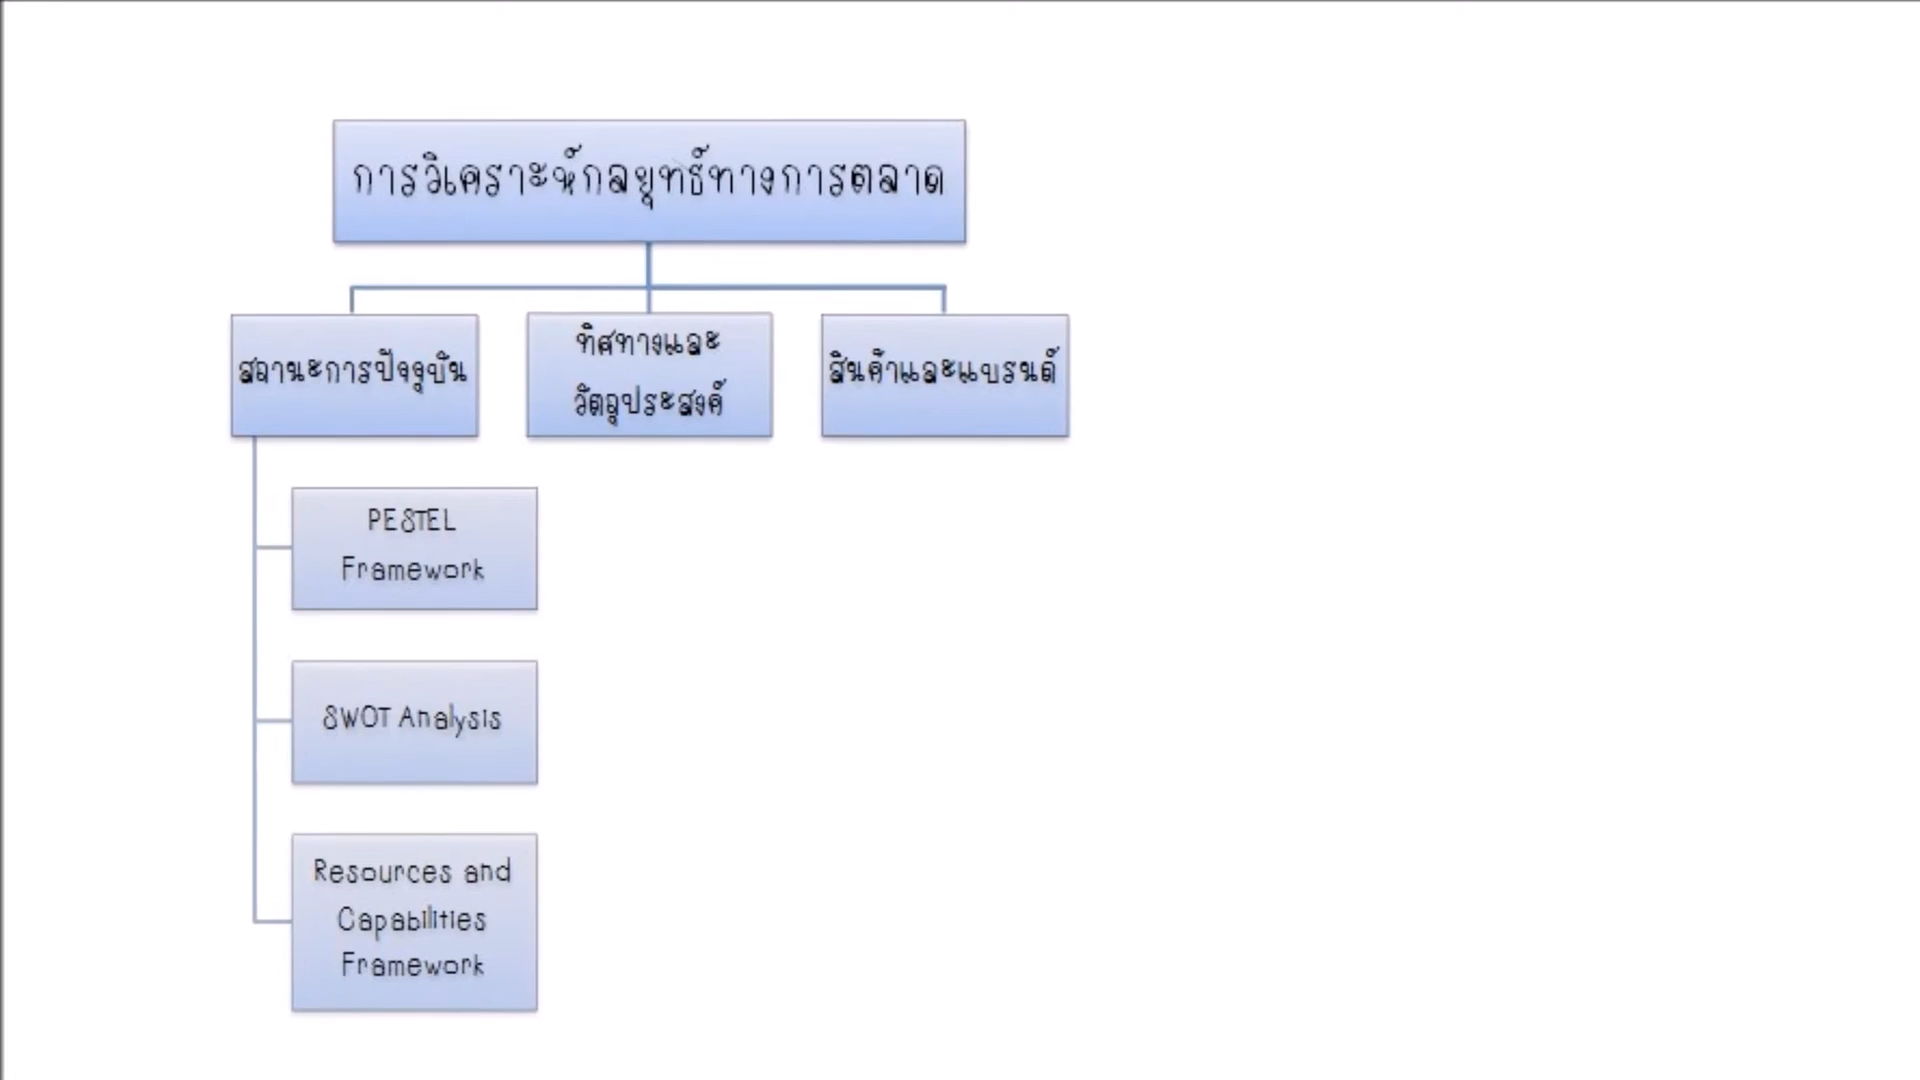 การวิเคราะห์กลยุทธ์ทางการตลาด
สถานะการปัจจุบัน
ทิศทางและ
วัตถุประสงค์
สินค้าและแบรนด์
PESTEL
Framework
SWOT Analysis
Resources and
Capabilities
Framework